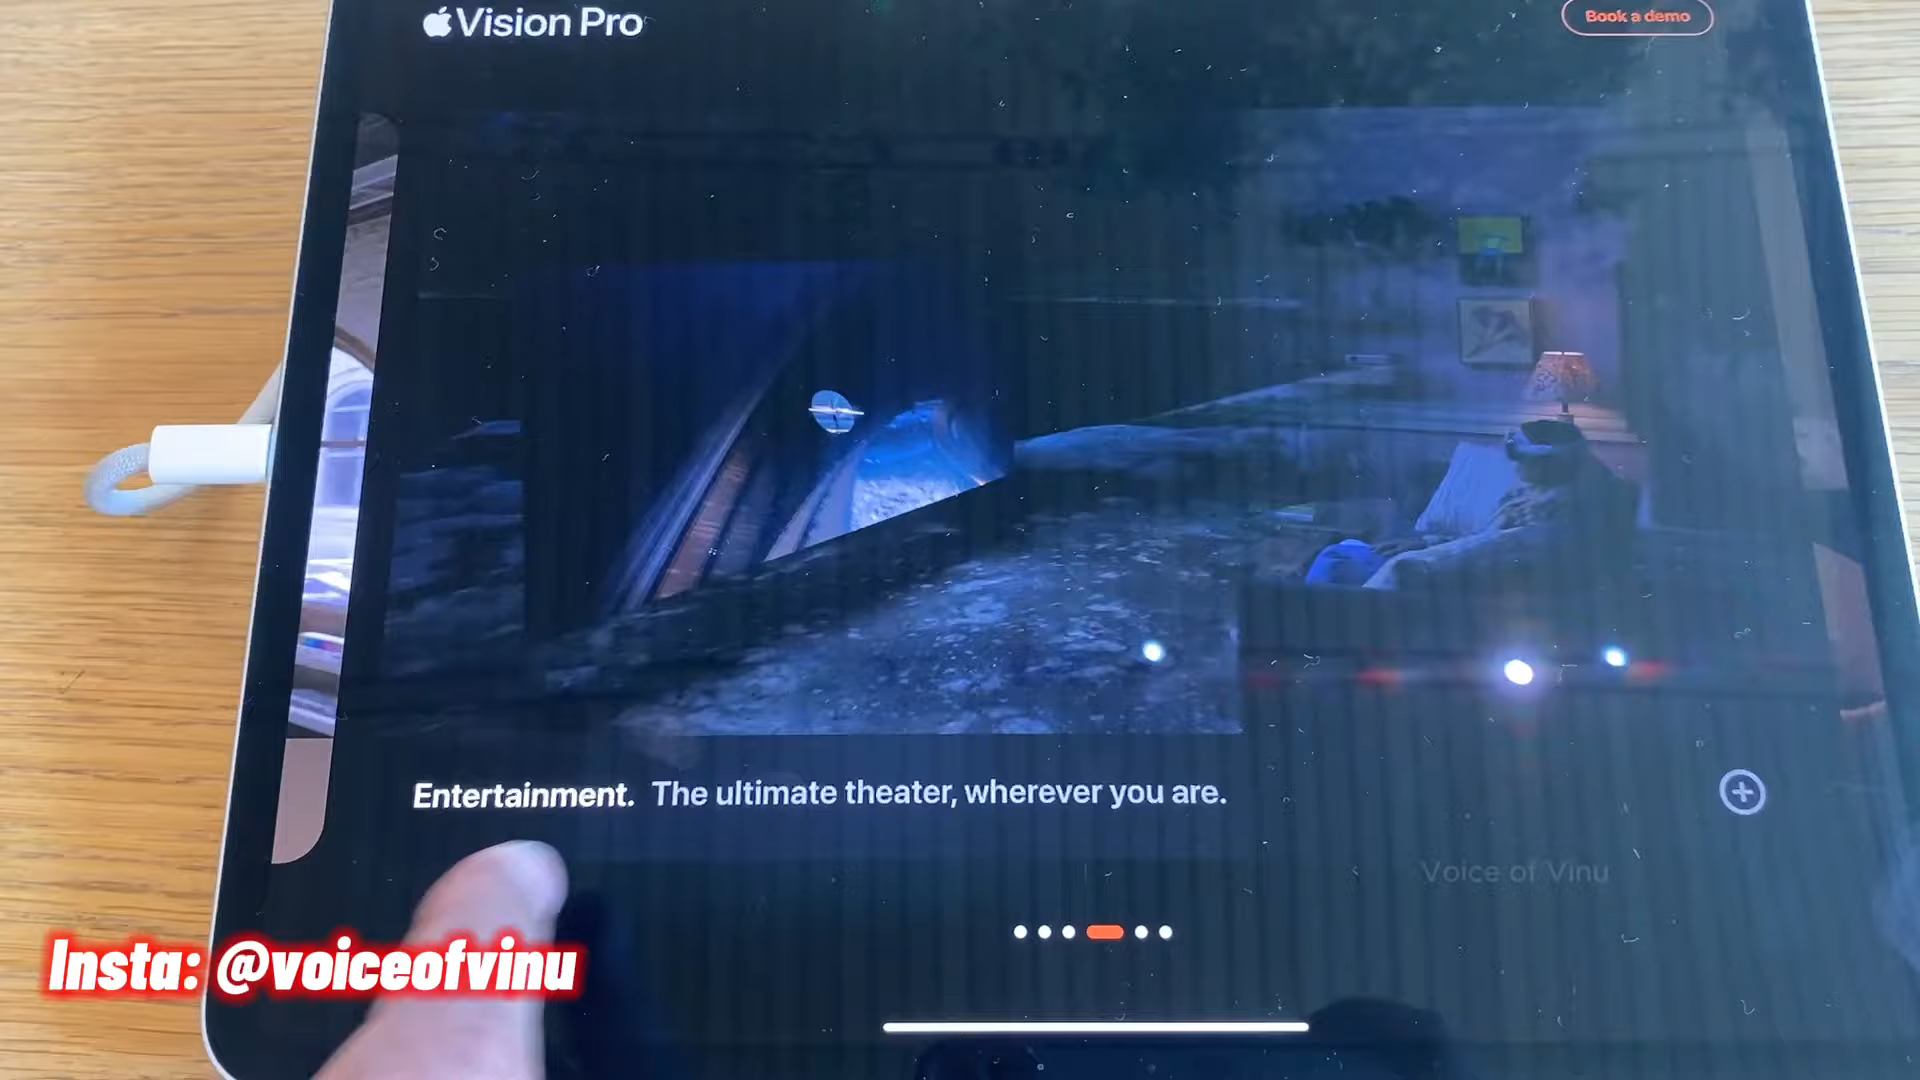 Vision Pro
Book a demo
Entertainment. The ultimate theater, wherever you are.
Voice of Vinu
Insta: @voiceofvinu